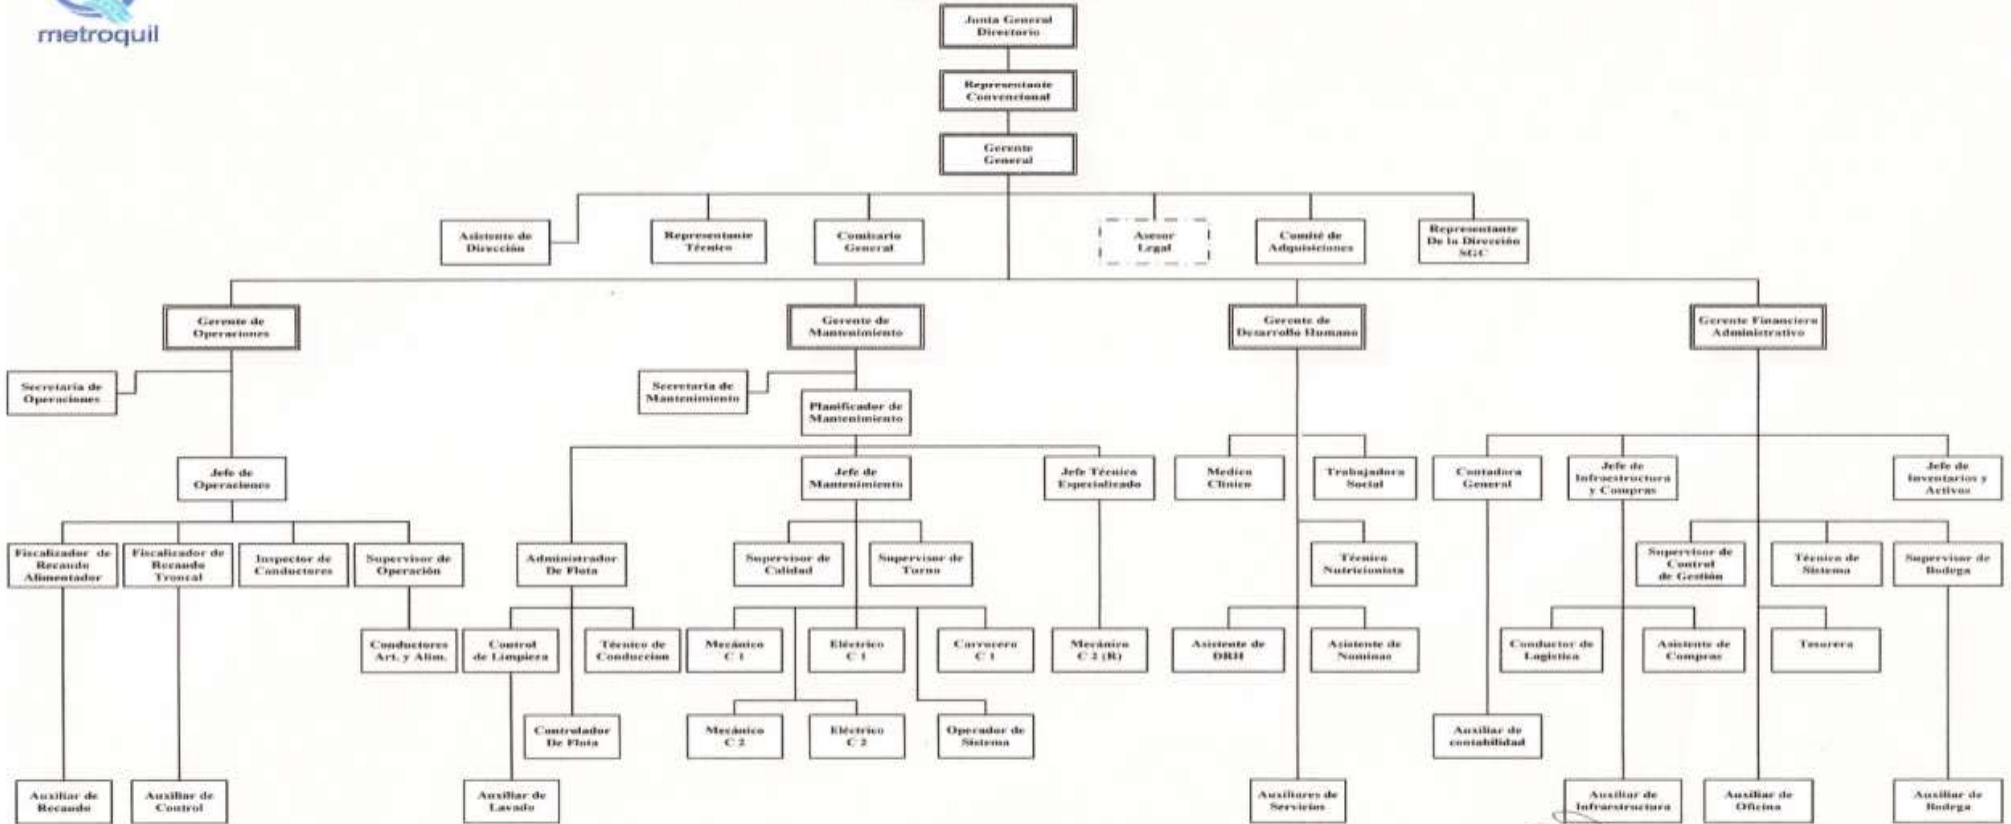 metroquil
Junta General
Directorio
Representante
Convencional
Gerente
General
Asistente de
Dirección
Representante
Técnico
Comisario
General
Asesor
Legal
Comité de
Adquisiciones
Representante
De la Dirección
SGC
Gerente de
Operaciones
Gerente de
Mantenimiento
Gerente de
Desarrollo Humano
Gerente Financiero
Administrativo
Secretaria de
Operaciones
Secretaria de
Mantenimiento
Planificador de
Mantenimiento
Jefe de
Operaciones
Jefe de
Mantenimiento
Jefe Técnico
Especializado
Medico
Clínico
Trabajadora
Social
Contadora
General
Jefe de
Infraestructura
y Compras
Jefe de
Inventarios y
Activos
Fiscalizador de
Recaudo
Alimentador
Fiscalizador de
Recaudo
Troncal
Inspector de
Conductores
Supervisor de
Operación
Administrador
De Flota
Supervisor de
Calidad
Supervisor de
Turno
Técnico
Nutricionista
Supervisor de
Control
de Gestión
Técnico de
Sistema
Supervisor de
Bodega
Conductores
Art. y Alim.
Control
de Limpieza
Técnico de
Conduccion
Mecánico
C 1
Eléctrico
C 1
Carrocero
C 1
Mecánico
C 2 (R)
Asistente de
DRH
Asistente de
Nominas
Conductor de
Logística
Asistente de
Compras
Tesorera
Controlador
De Flota
Mecánico
C 2
Eléctrico
C 2
Operador de
Sistema
Auxiliar de
contabilidad
Auxiliar de
Recaudo
Auxiliar de
Control
Auxiliar de
Lavado
Auxiliares de
Servicios
Auxiliar de
Infraestructura
Auxiliar de
Oficina
Auxiliar de
Bodega